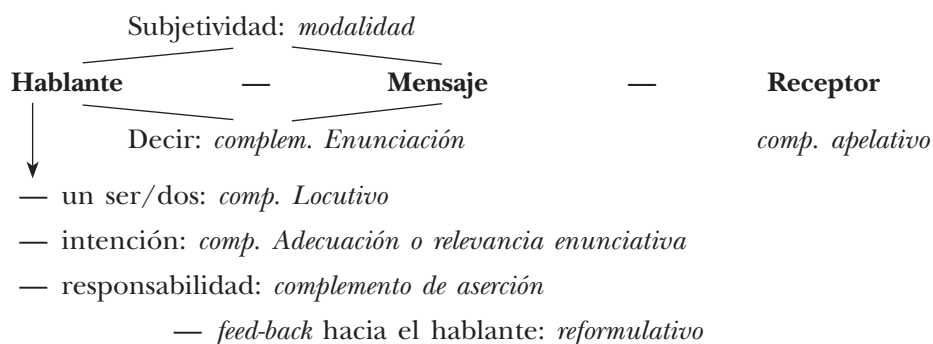 Subjetividad: modalidad
Hablante — Mensaje — Receptor
Decir: complem. Enunciación comp. apelativo
— un ser/dos: comp. Locutivo
— intención: comp. Adecuación o relevancia enunciativa
— responsabilidad: complemento de aserción
— feed-back hacia el hablante: reformulativo